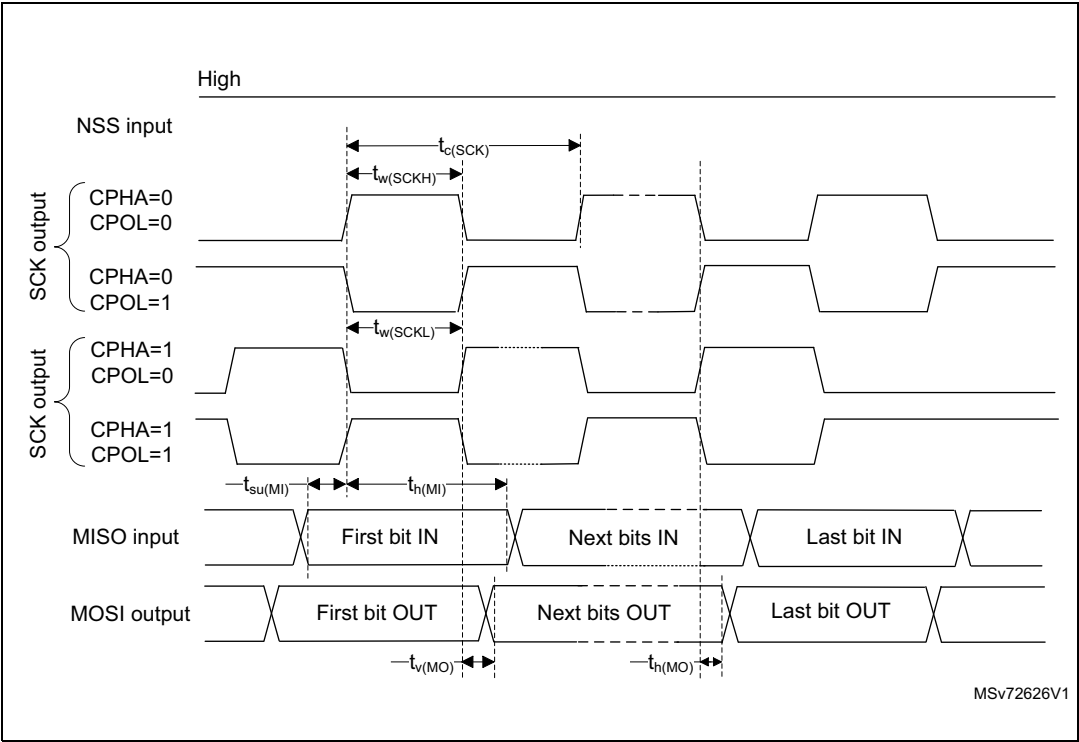 High
NSS input
tc(SCK)
tw(SCKH)
SCK output
CPHA=0
CPOL=0
CPHA=0
CPOL=1
tw(SCKL)
SCK output
CPHA=1
CPOL=0
CPHA=1
CPOL=1
tsu(MI)
th(MI)
MISO input
First bit IN
Next bits IN
Last bit IN
MOSI output
First bit OUT
Next bits OUT
Last bit OUT
tv(MO)
th(MO)
MSv72626V1